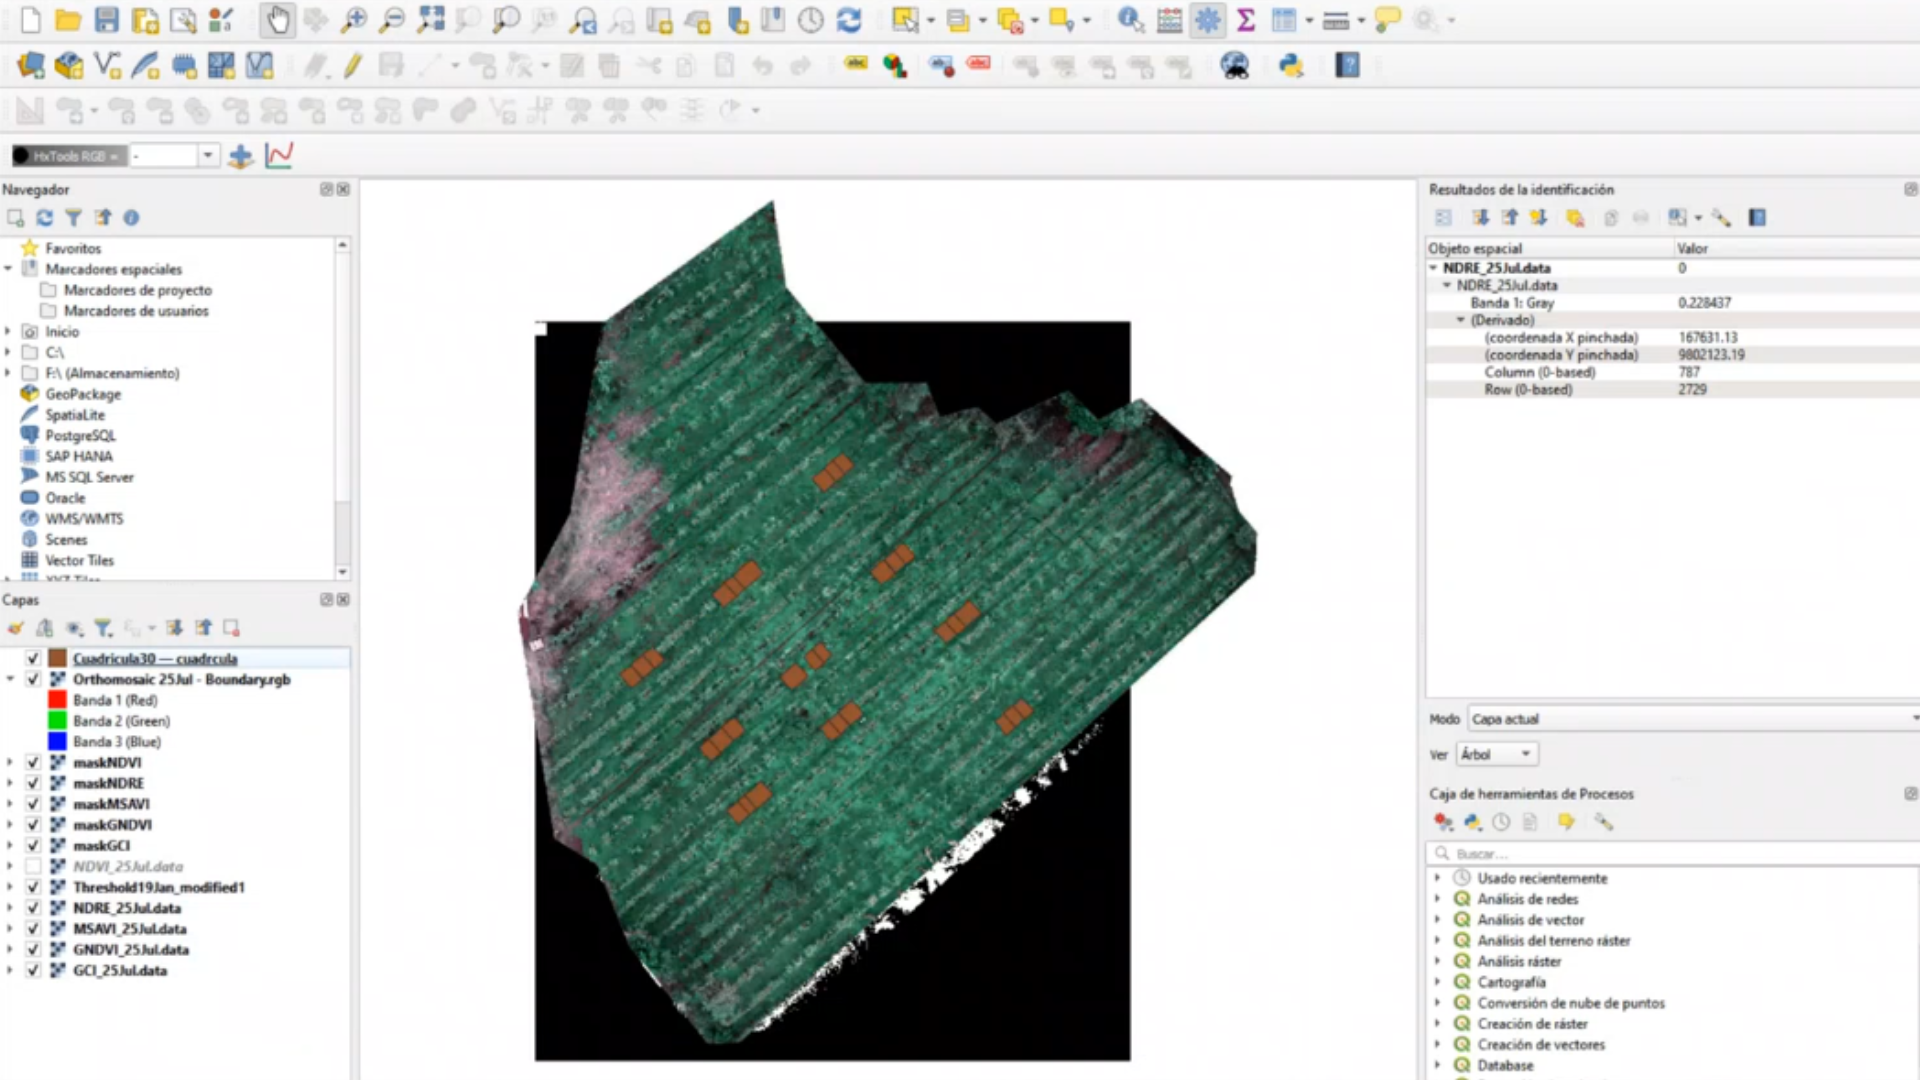 HxTools RGB =
-
Navegador
Favoritos
Marcadores espaciales
Marcadores de proyecto
Marcadores de usuarios
Inicio
C:\
F:\ (Almacenamiento)
GeoPackage
SpatiaLite
PostgreSQL
SAP HANA
MS SQL Server
Oracle
WMS/WMTS
Scenes
Vector Tiles
XYZ Tiles
Capas
Cuadricula30 — cuadrcula
Orthomosaic 25Jul - Boundary.rgb
Banda 1 (Red)
Banda 2 (Green)
Banda 3 (Blue)
maskNDVI
maskNDRE
maskMSAVI
maskGNDVI
maskGCI
NDVI_25Jul.data
Threshold19Jan_modified1
NDRE_25Jul.data
MSAVI_25Jul.data
GNDVI_25Jul.data
GCI_25Jul.data
Resultados de la identificación
Objeto espacial Valor
NDRE_25Jul.data 0
NDRE_25Jul.data
Banda 1: Gray 0.228437
(Derivado)
(coordenada X pinchada) 167631.13
(coordenada Y pinchada) 9802123.19
Column (0-based) 787
Row (0-based) 2729
Modo Capa actual
Ver Árbol
Caja de herramientas de Procesos
Buscar...
Usado recientemente
Análisis de redes
Análisis de vector
Análisis del terreno ráster
Análisis ráster
Cartografía
Conversión de nube de puntos
Creación de ráster
Creación de vectores
Database